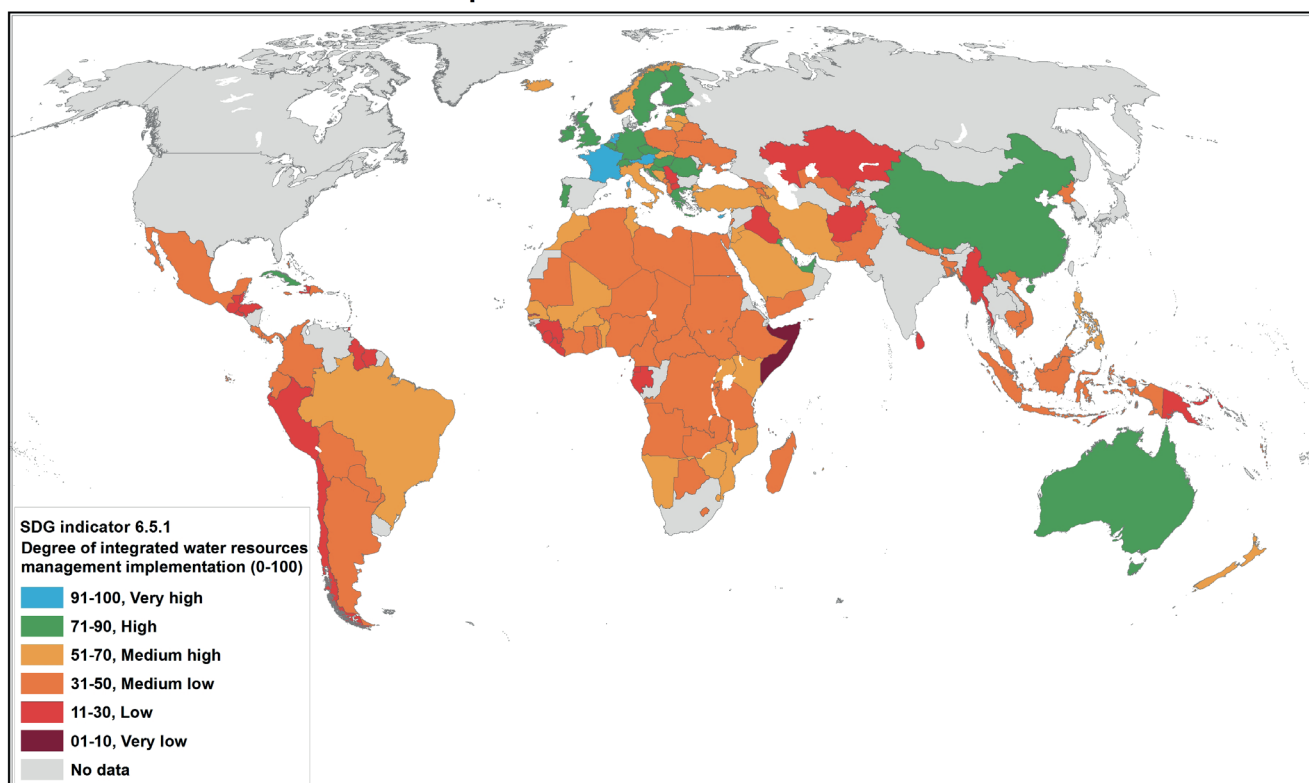 SDG indicator 6.5.1
Degree of integrated water resources
management implementation (0-100)
91-100, Very high
71-90, High
51-70, Medium high
31-50, Medium low
11-30, Low
01-10, Very low
No data